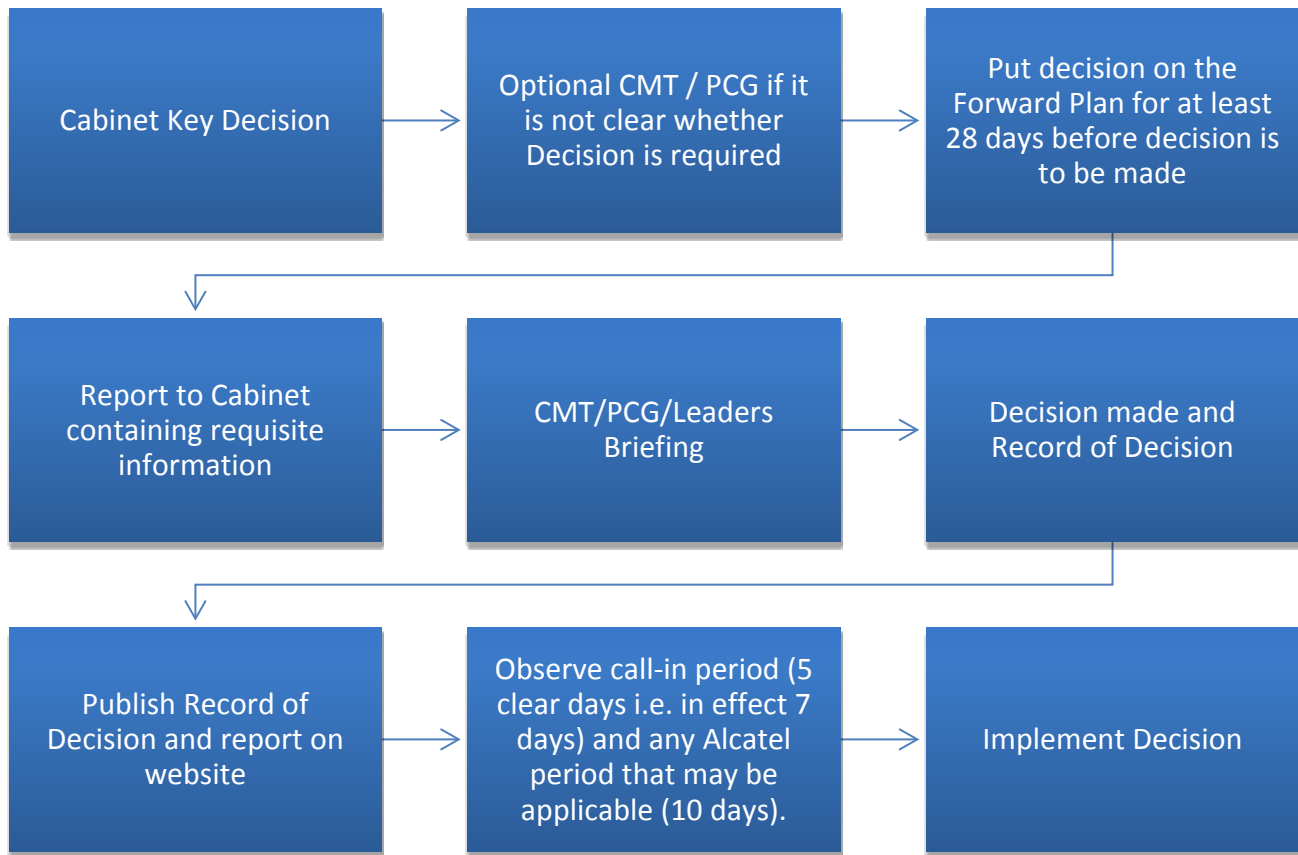 Cabinet Key Decision
Optional CMT / PCG if it
is not clear whether
Decision is required
Put decision on the
Forward Plan for at least
28 days before decision is
to be made
Report to Cabinet
containing requisite
information
CMT/PCG/Leaders
Briefing
Decision made and
Record of Decision
Publish Record of
Decision and report on
website
Observe call-in period (5
clear days i.e. in effect 7
days) and any Alcatel
period that may be
applicable (10 days).
Implement Decision